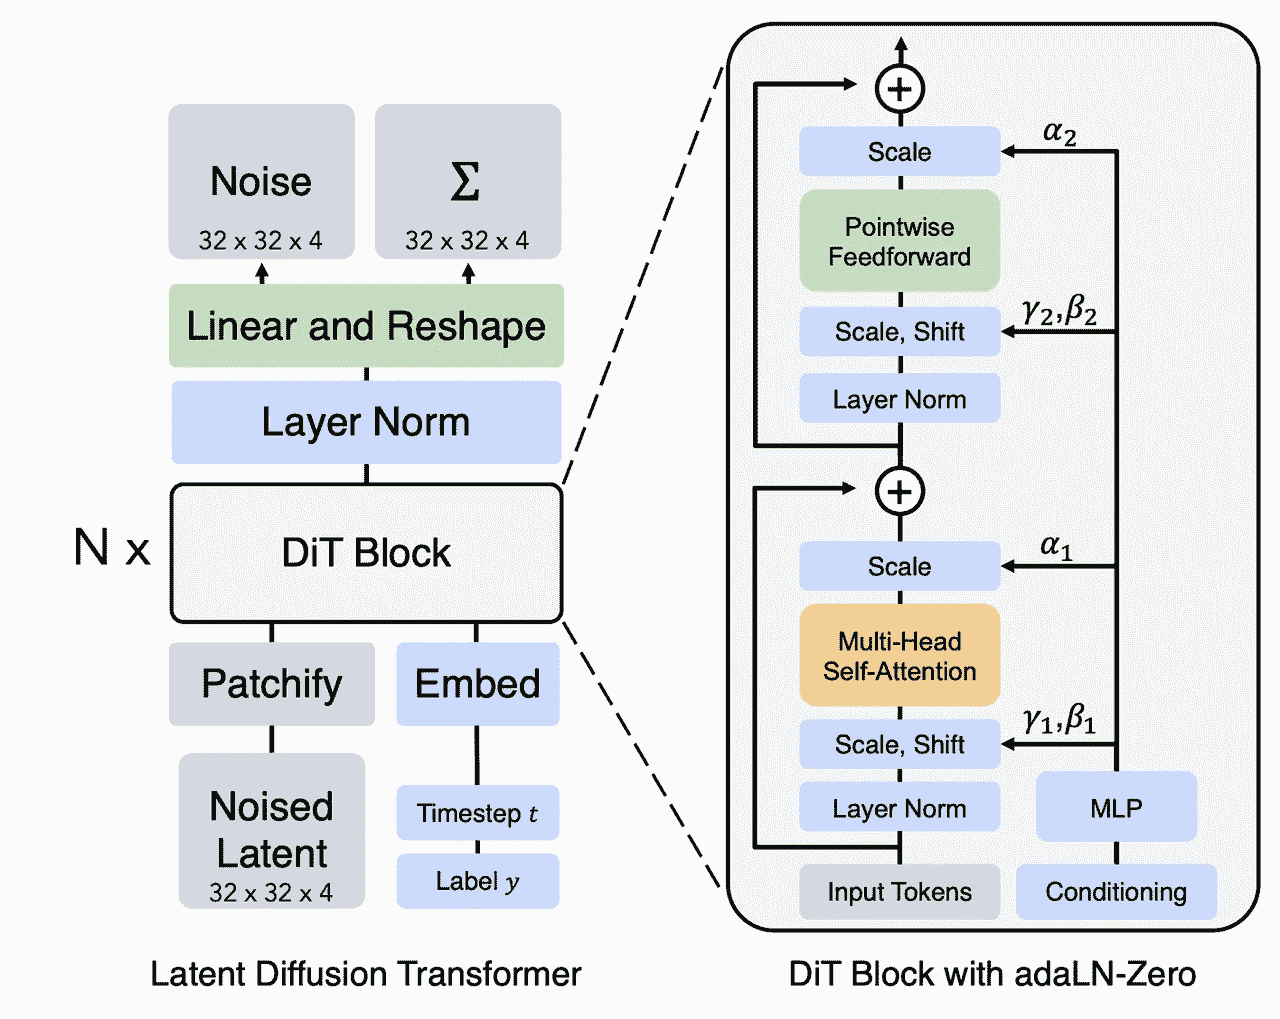 Noise
32 x 32 x 4
Σ
32 x 32 x 4
Linear and Reshape
Layer Norm
N x
DiT Block
Patchify
Embed
Noised
Latent
32 x 32 x 4
Timestep t
Label y
Latent Diffusion Transformer
+
Scale
α₂
Pointwise
Feedforward
Scale, Shift
γ₂,β₂
Layer Norm
+
Scale
α₁
Multi-Head
Self-Attention
Scale, Shift
γ₁,β₁
Layer Norm
MLP
Input Tokens
Conditioning
DiT Block with adaLN-Zero